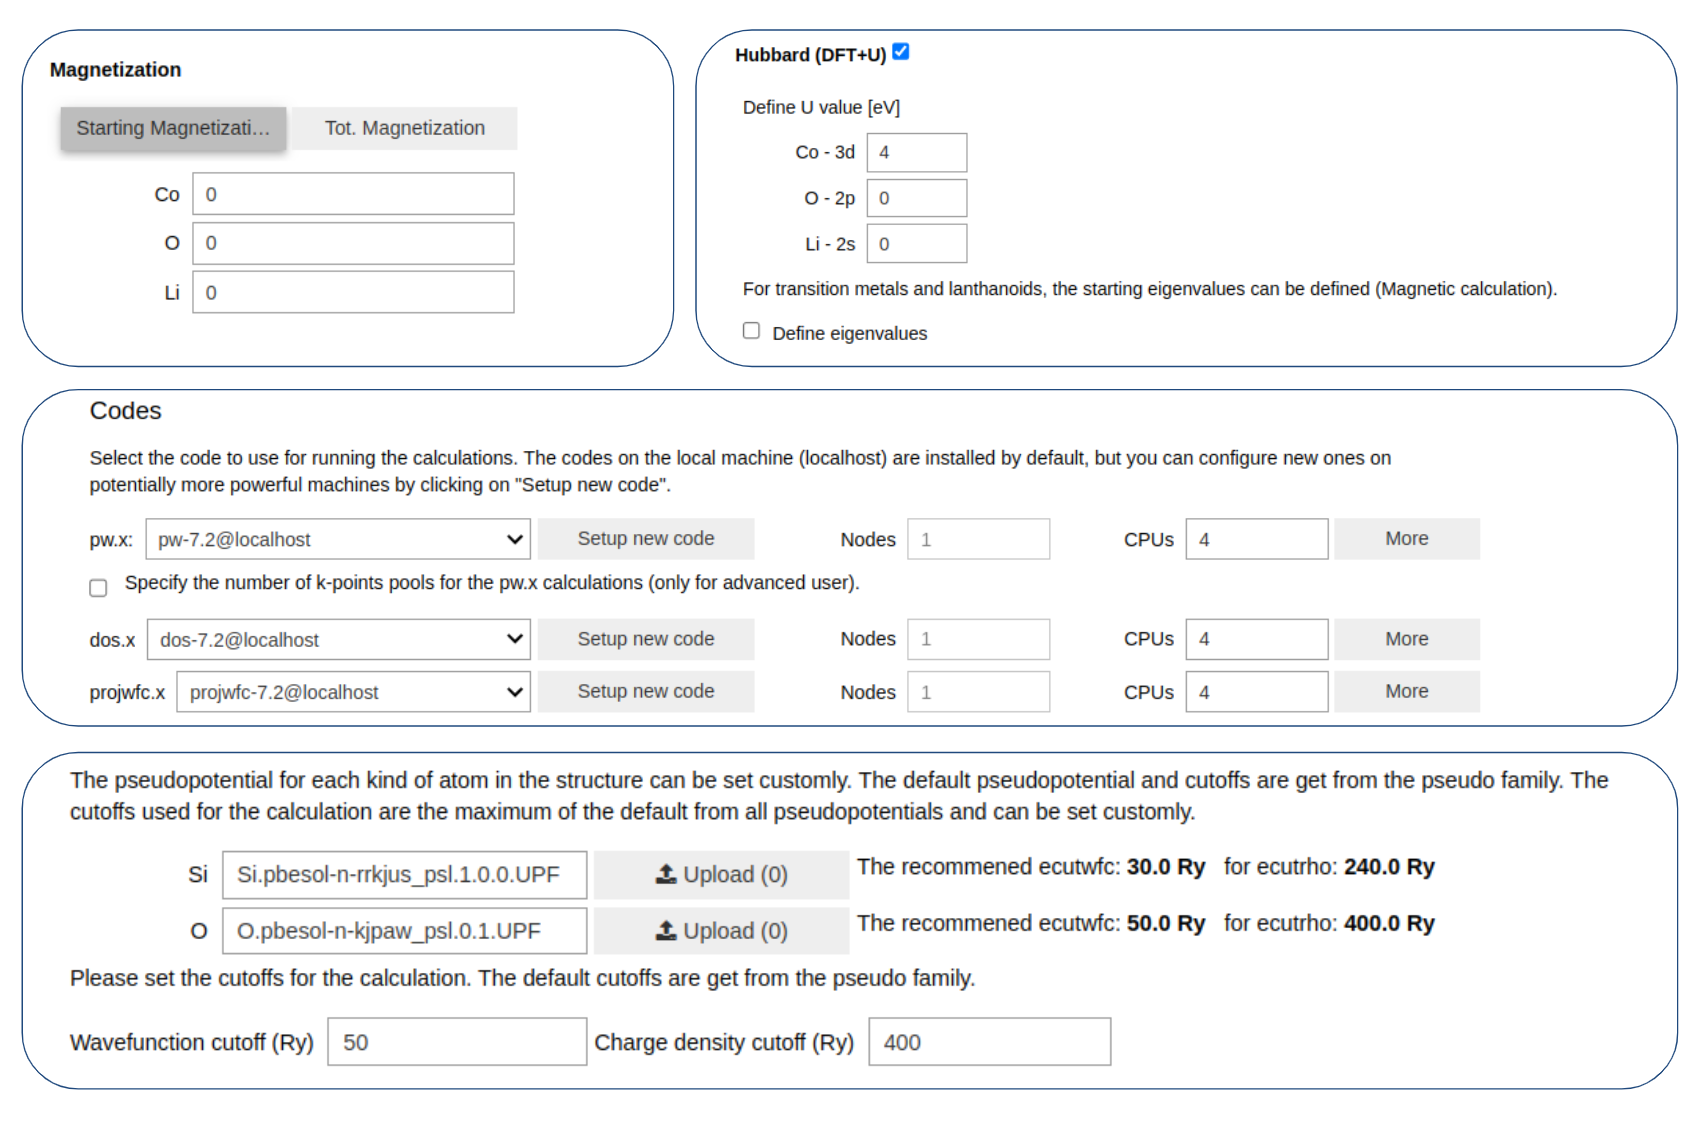 Magnetization
Starting Magnetizati...
Tot. Magnetization
Co 0
O 0
Li 0
Hubbard (DFT+U)
Define U value [eV]
Co - 3d 4
O - 2p 0
Li - 2s 0
For transition metals and lanthanoids, the starting eigenvalues can be defined (Magnetic calculation).
Define eigenvalues
Codes
Select the code to use for running the calculations. The codes on the local machine (localhost) are installed by default, but you can configure new ones on
potentially more powerful machines by clicking on "Setup new code".
pw.x: pw-7.2@localhost Setup new code Nodes 1 CPUs 4 More
Specify the number of k-points pools for the pw.x calculations (only for advanced user).
dos.x dos-7.2@localhost Setup new code Nodes 1 CPUs 4 More
projwfc.x projwfc-7.2@localhost Setup new code Nodes 1 CPUs 4 More
The pseudopotential for each kind of atom in the structure can be set customly. The default pseudopotential and cutoffs are get from the pseudo family. The
cutoffs used for the calculation are the maximum of the default from all pseudopotentials and can be set customly.
Si Si.pbesol-n-rrkjus_psl.1.0.0.UPF Upload (0) The recommened ecutwfc: 30.0 Ry for ecutrho: 240.0 Ry
O O.pbesol-n-kjpaw_psl.0.1.UPF Upload (0) The recommened ecutwfc: 50.0 Ry for ecutrho: 400.0 Ry
Please set the cutoffs for the calculation. The default cutoffs are get from the pseudo family.
Wavefunction cutoff (Ry) 50 Charge density cutoff (Ry) 400